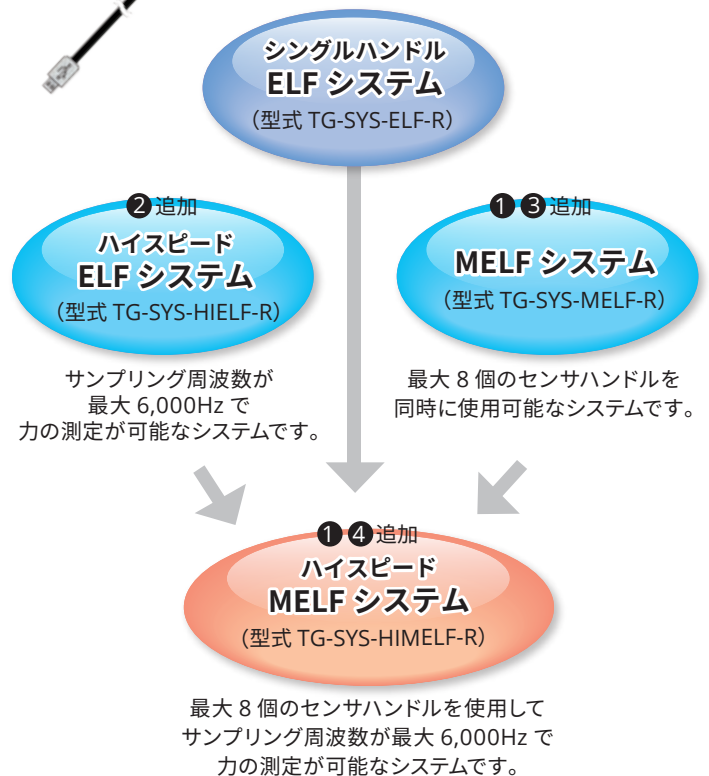 シングルハンドル
ELF システム
（型式 TG-SYS-ELF-R）
❷追加
ハイスピード
ELF システム
（型式 TG-SYS-HIELF-R）
サンプリング周波数が
最大 6,000Hz で
力の測定が可能なシステムです。
❶❸追加
MELF システム
（型式 TG-SYS-MELF-R）
最大 8 個のセンサハンドルを
同時に使用可能なシステムです。
❶❹追加
ハイスピード
MELF システム
（型式 TG-SYS-HIMELF-R）
最大 8 個のセンサハンドルを使用して
サンプリング周波数が最大 6,000Hz で
力の測定が可能なシステムです。